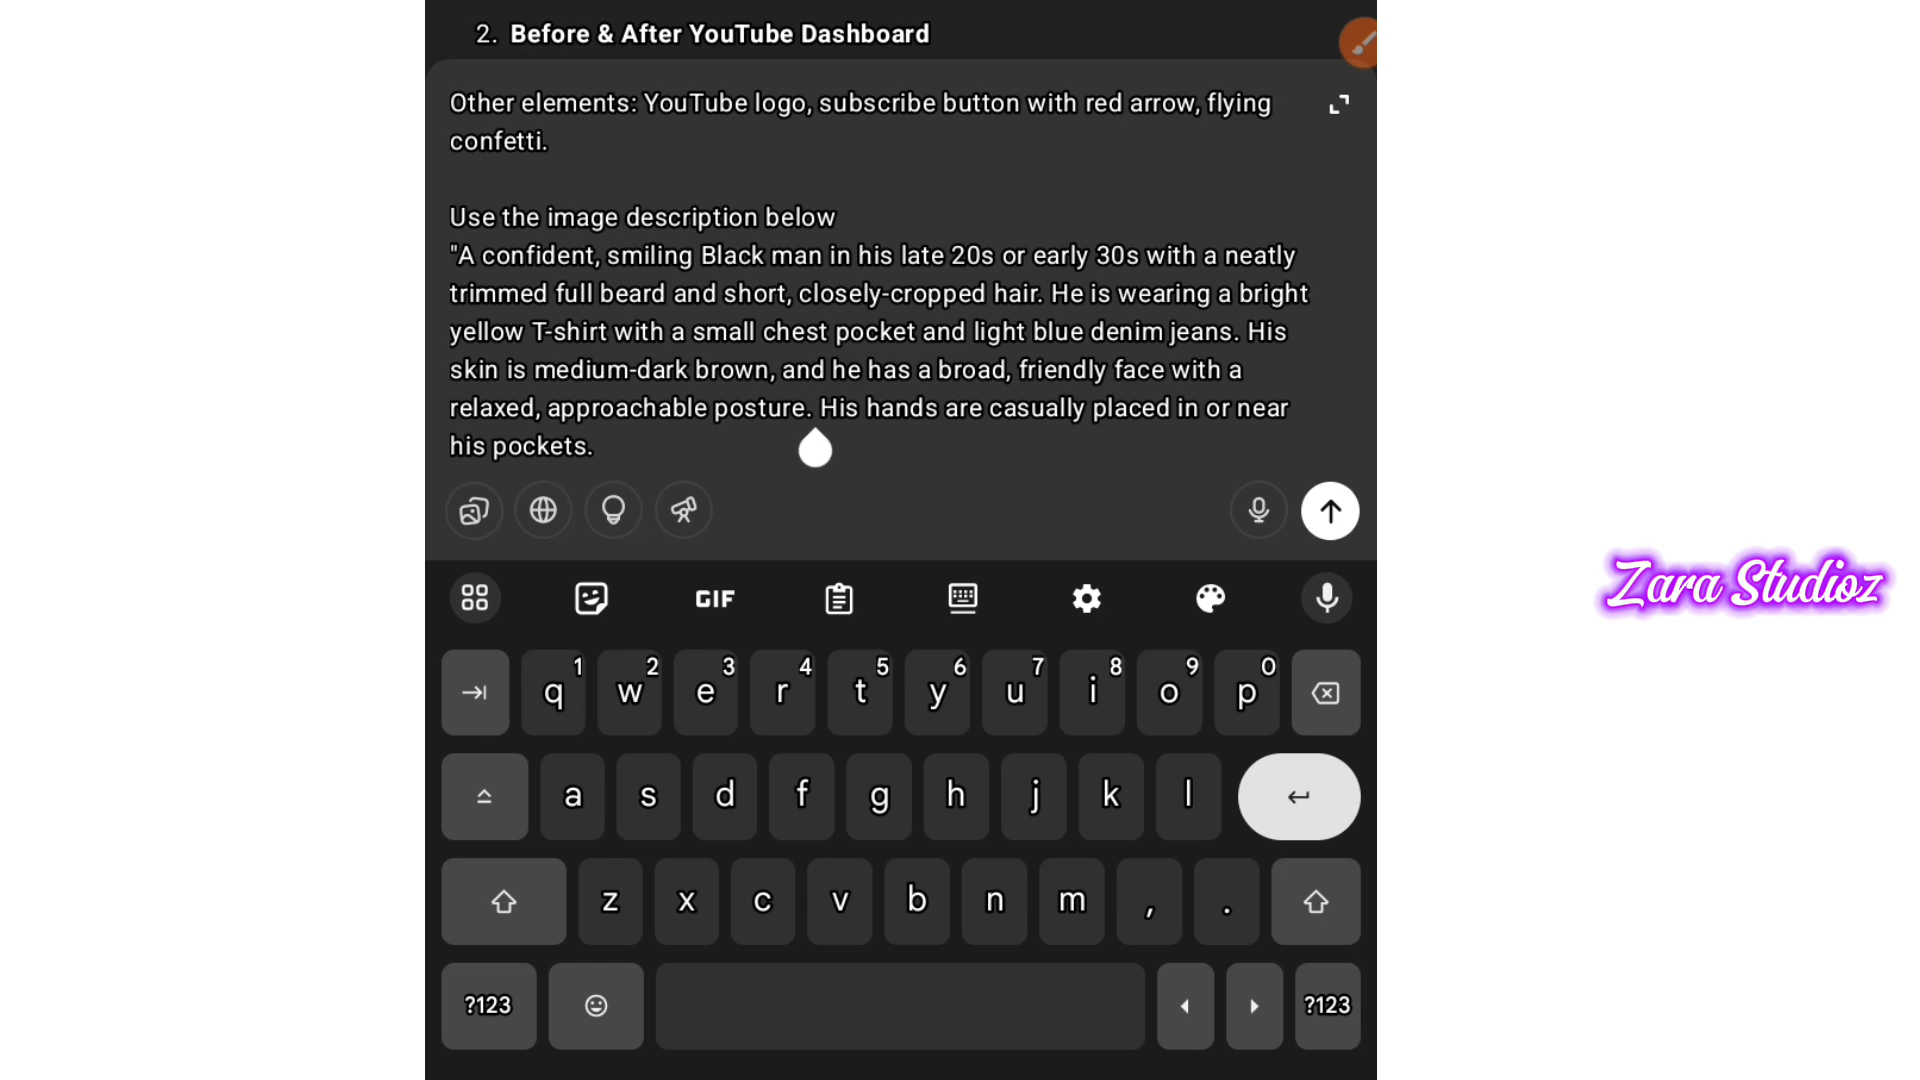 2. Before & After YouTube Dashboard
Other elements: YouTube logo, subscribe button with red arrow, flying
confetti.
Use the image description below
"A confident, smiling Black man in his late 20s or early 30s with a neatly
trimmed full beard and short, closely-cropped hair. He is wearing a bright
yellow T-shirt with a small chest pocket and light blue denim jeans. His
skin is medium-dark brown, and he has a broad, friendly face with a
relaxed, approachable posture. His hands are casually placed in or near
his pockets.
Zara Studioz
GIF
1 2 3 4 5 6 7 8 9 0
q w e r t y u i o p
a s d f g h j k l
z x c v b n m , .
?123 ?123